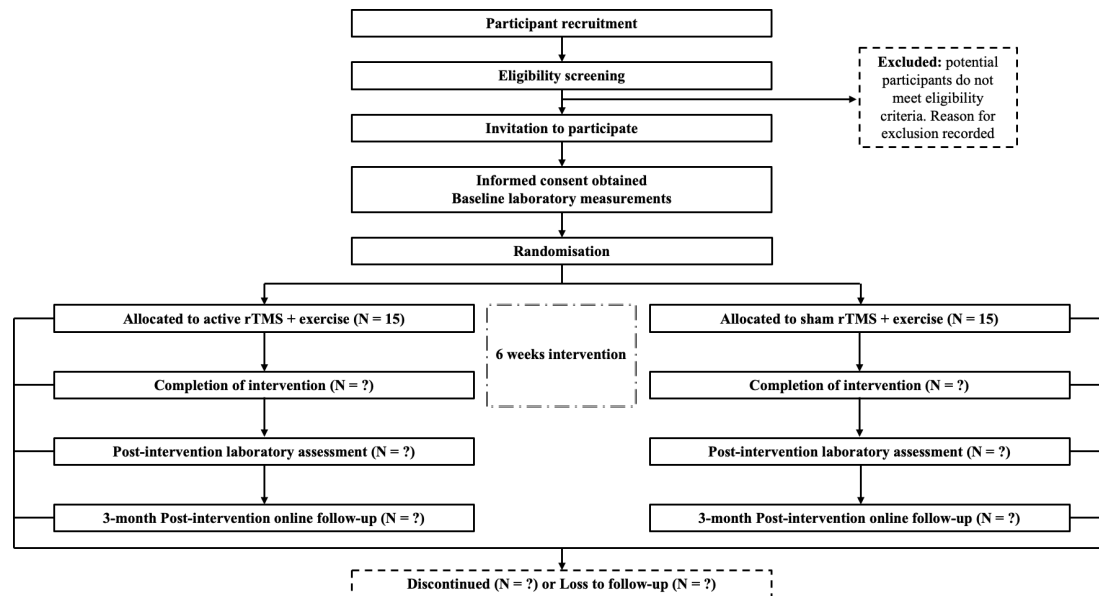 Participant recruitment
Eligibility screening
Excluded: potential
participants do not
meet eligibility
criteria. Reason for
exclusion recorded
Invitation to participate
Informed consent obtained
Baseline laboratory measurements
Randomisation
Allocated to active rTMS + exercise (N = 15)
6 weeks intervention
Allocated to sham rTMS + exercise (N = 15)
Completion of intervention (N = ?)
Completion of intervention (N = ?)
Post-intervention laboratory assessment (N = ?)
Post-intervention laboratory assessment (N = ?)
3-month Post-intervention online follow-up (N = ?)
3-month Post-intervention online follow-up (N = ?)
Discontinued (N = ?) or Loss to follow-up (N = ?)